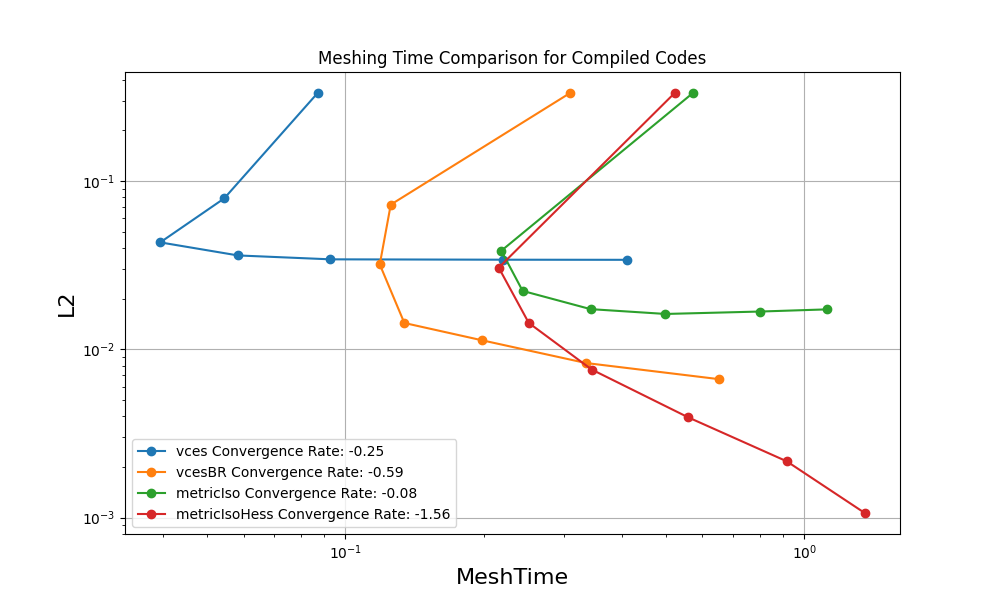 Meshing Time Comparison for Compiled Codes
L2
10⁻¹
10⁻²
10⁻³
vces Convergence Rate: -0.25
vcesBR Convergence Rate: -0.59
metricIso Convergence Rate: -0.08
metricIsoHess Convergence Rate: -1.56
10⁻¹
10⁰
MeshTime